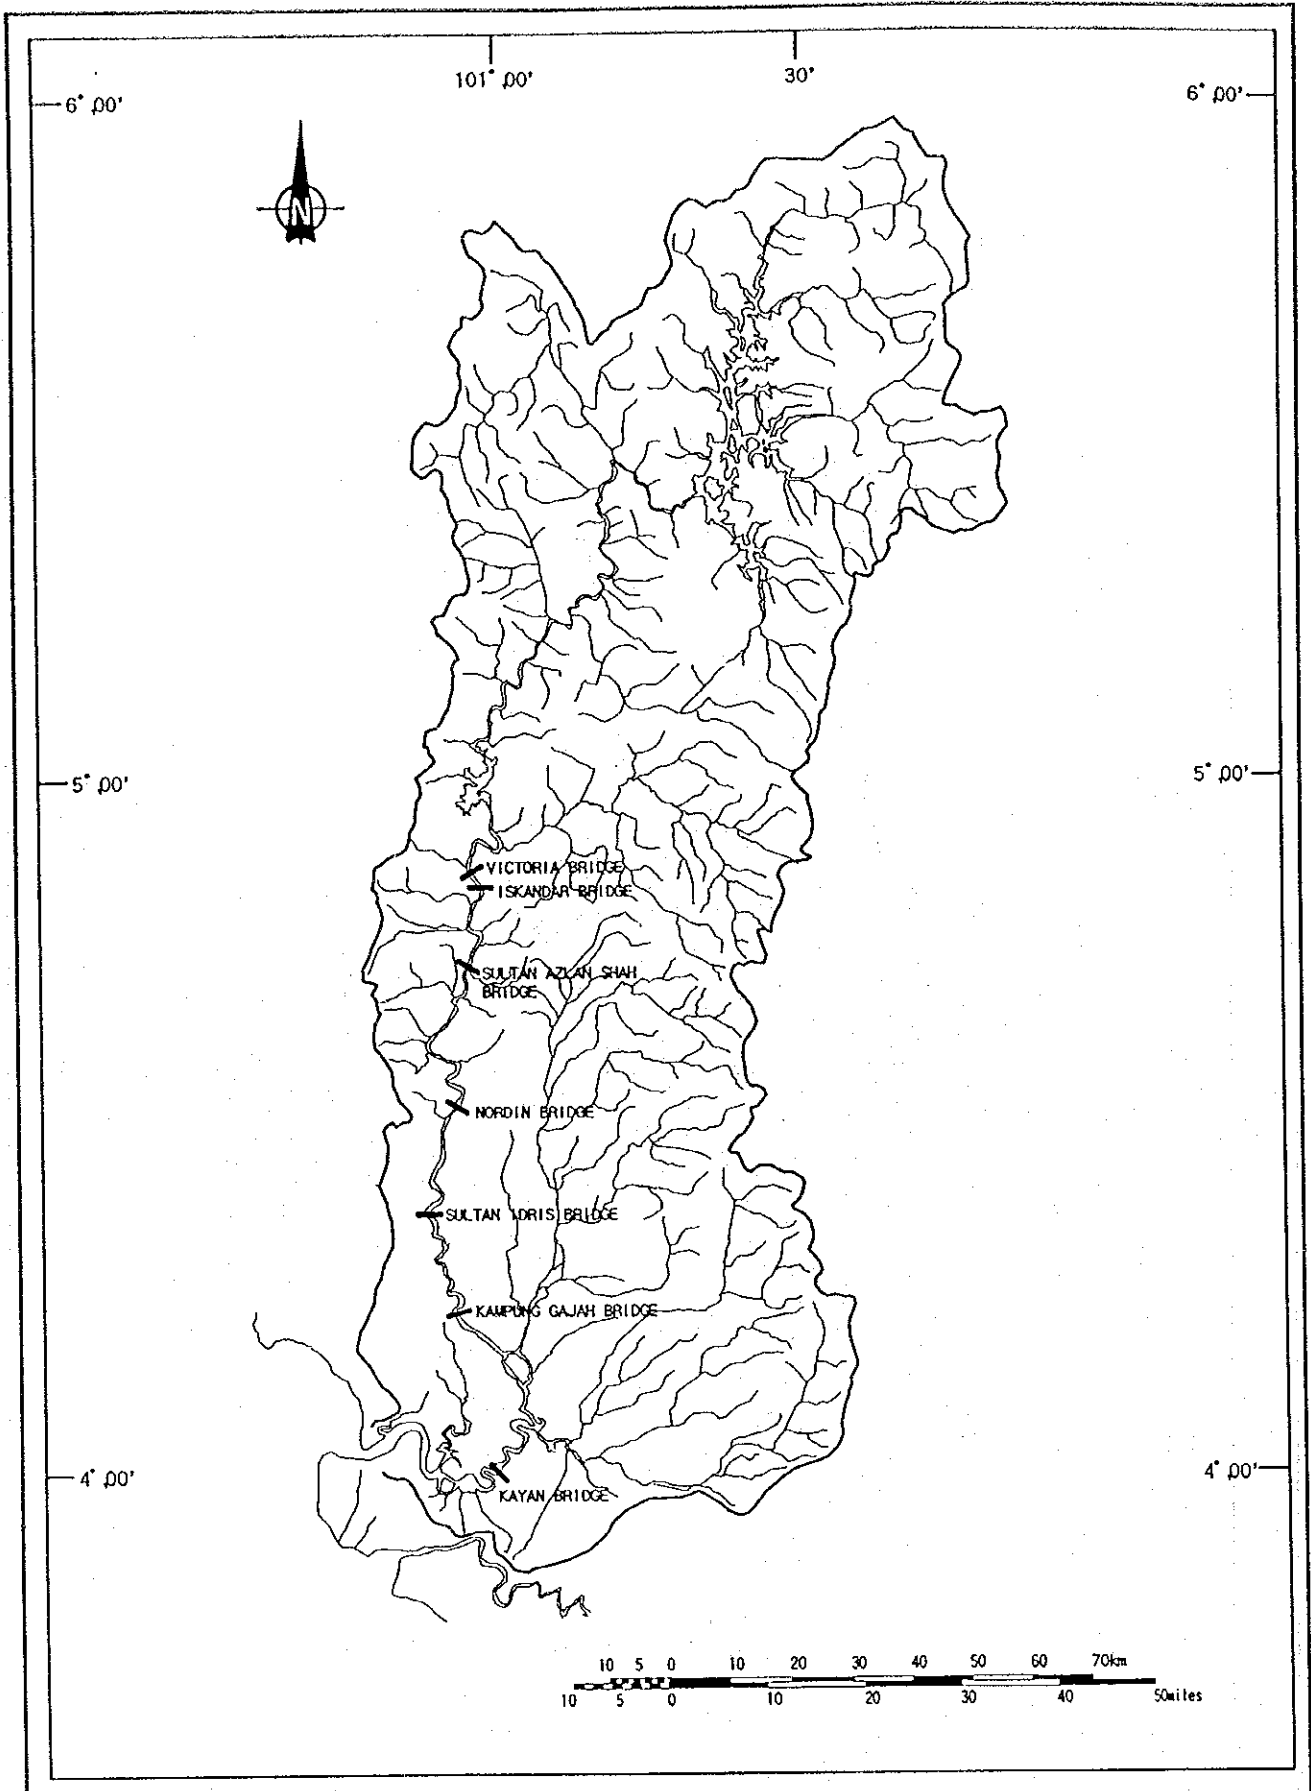 101° 00'
30'
6° 00'
6° 00'
N
5° 00'
5° 00'
VICTORIA BRIDGE
ISKANDAR BRIDGE
SULTAN AZLAN SHAH
BRIDGE
NORDIN BRIDGE
SULTAN IDRIS BRIDGE
KAMPUNG GAJAH BRIDGE
4° 00'
4° 00'
KAYAN BRIDGE
10 5 0 10 20 30 40 50 60 70km
10 5 0 10 20 30 40 50miles